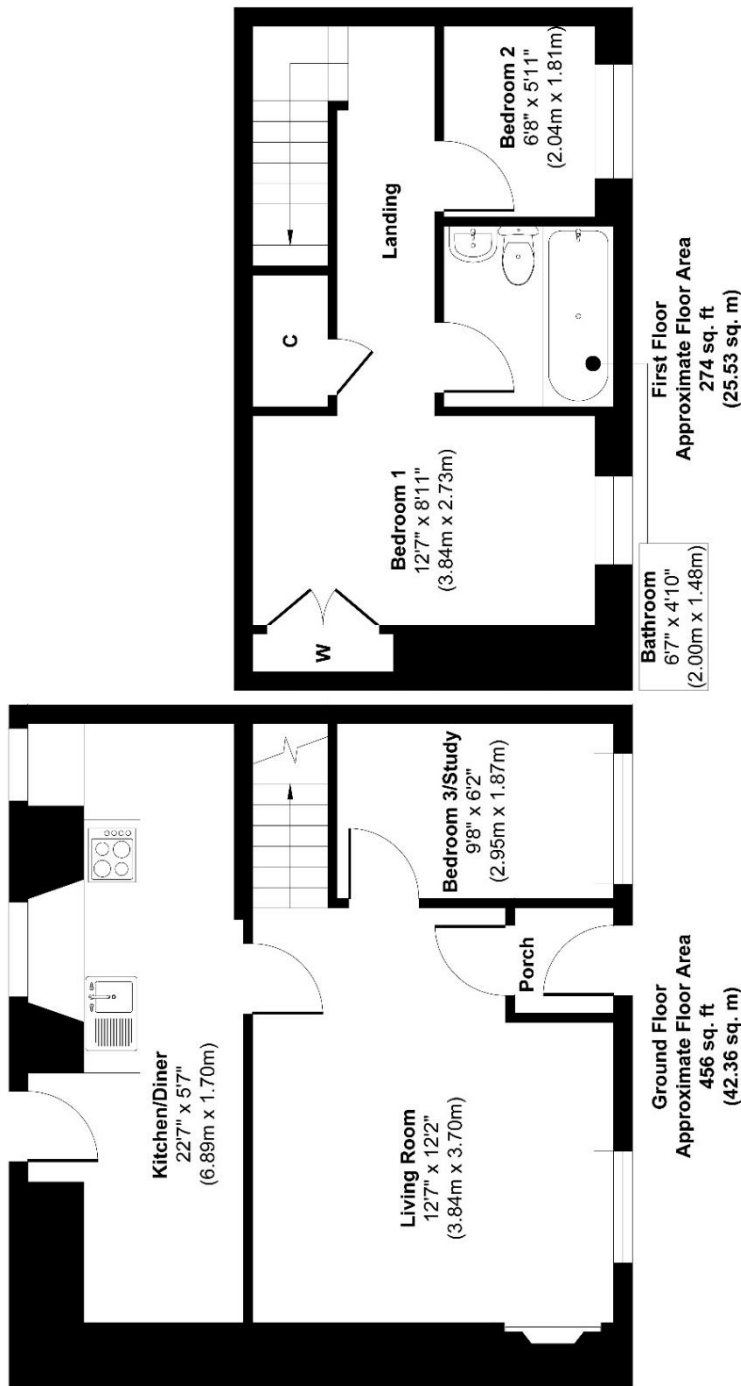 Kitchen/Diner
22'7" x 5'7"
(6.89m x 1.70m)
Living Room
12'7" x 12'2"
(3.84m x 3.70m)
Bedroom 3/Study
9'8" x 6'2"
(2.95m x 1.87m)
Porch
Ground Floor
Approximate Floor Area
456 sq. ft
(42.36 sq. m)
W
C
Landing
Bedroom 1
12'7" x 8'11"
(3.84m x 2.73m)
Bedroom 2
6'8" x 5'11"
(2.04m x 1.81m)
Bathroom
6'7" x 4'10"
(2.00m x 1.48m)
First Floor
Approximate Floor Area
274 sq. ft
(25.53 sq. m)